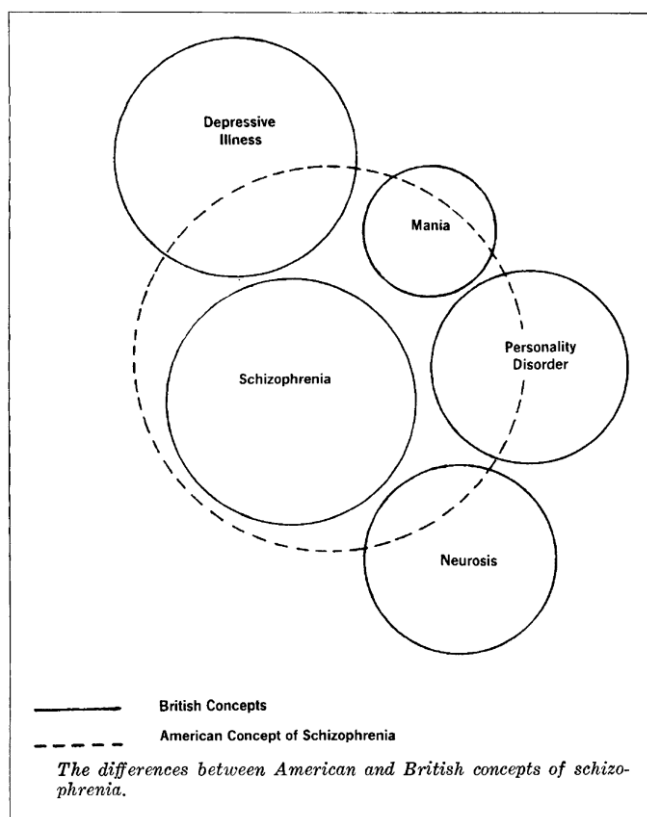 Depressive
Illness
Mania
Personality
Disorder
Schizophrenia
Neurosis
British Concepts
American Concept of Schizophrenia
The differences between American and British concepts of schizo-
phrenia.